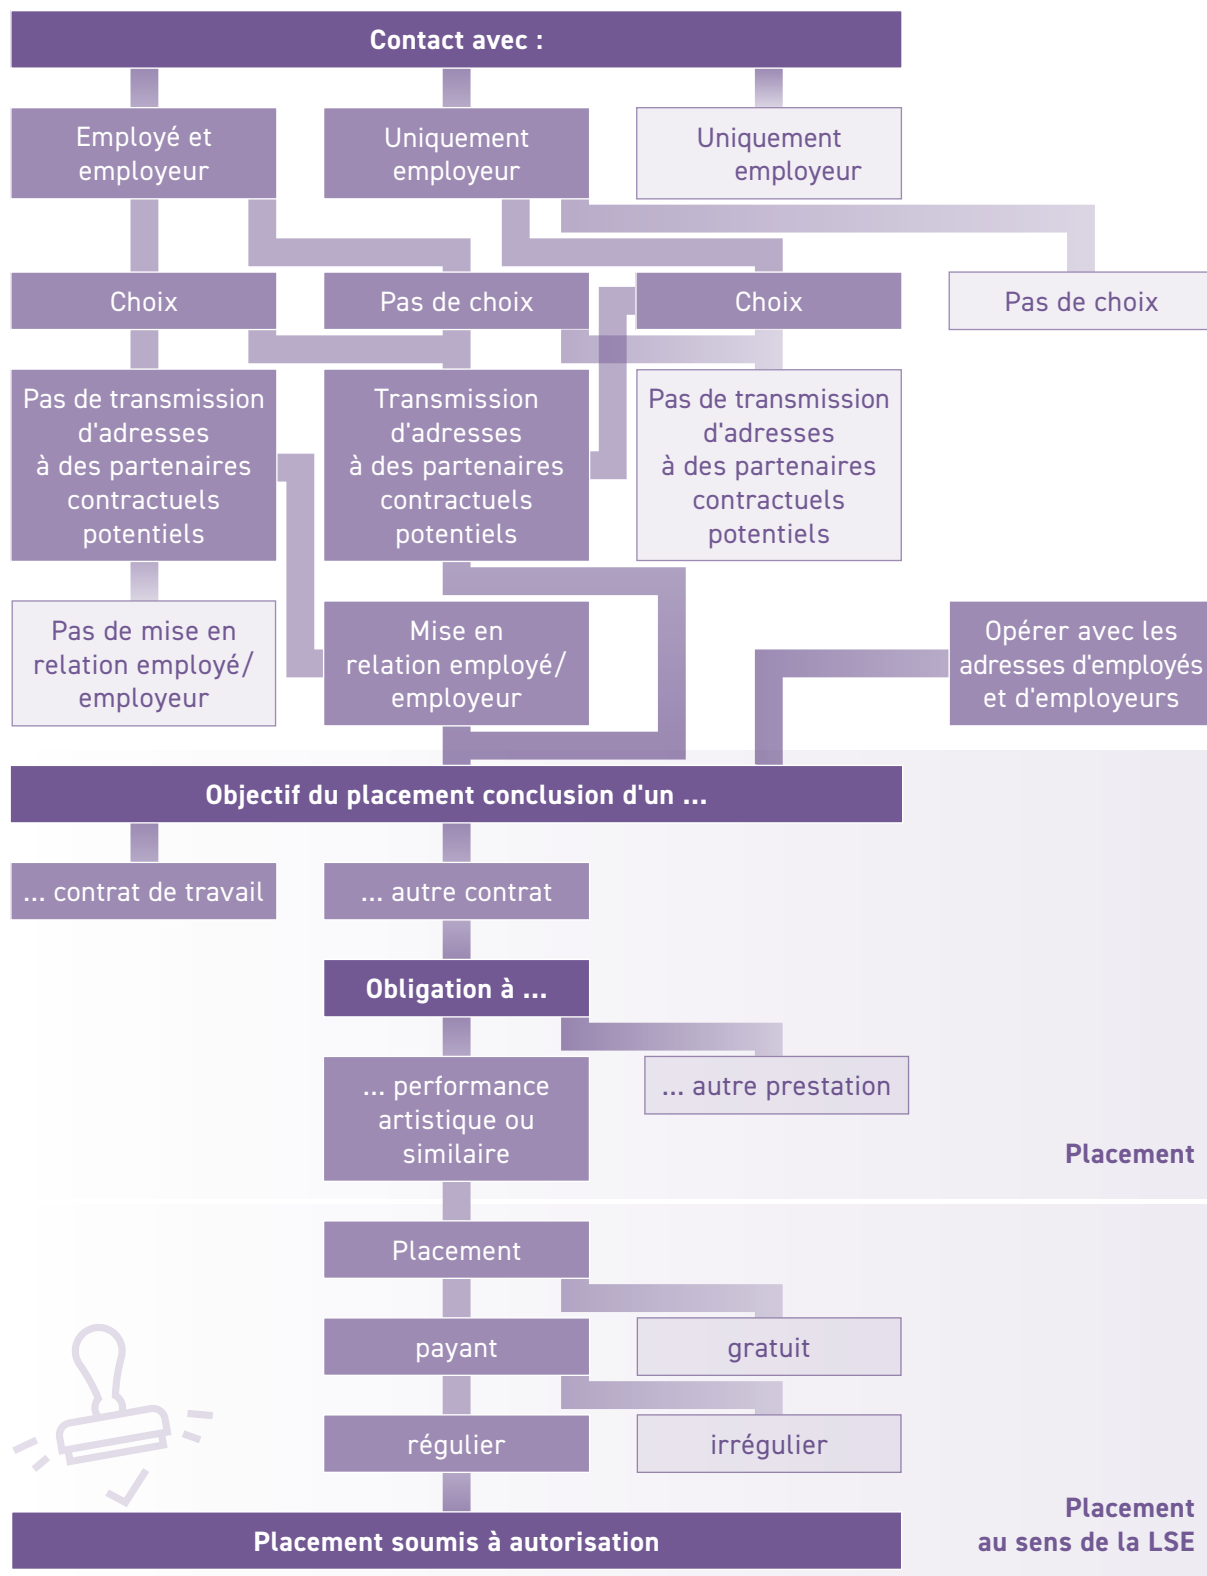 Contact avec :
Employé et
employeur
Uniquement
employeur
Uniquement
employeur
Choix
Pas de choix
Choix
Pas de choix
Pas de transmission
d'adresses
à des partenaires
contractuels
potentiels
Transmission
d'adresses
à des partenaires
contractuels
potentiels
Pas de transmission
d'adresses
à des partenaires
contractuels
potentiels
Pas de mise en
relation employé/
employeur
Mise en
relation employé/
employeur
Opérer avec les
adresses d'employés
et d'employeurs
Objectif du placement conclusion d'un ...
... contrat de travail
... autre contrat
Obligation à ...
... performance
artistique ou
similaire
... autre prestation
Placement
Placement
payant
gratuit
régulier
irrégulier
Placement
au sens de la LSE
Placement soumis à autorisation